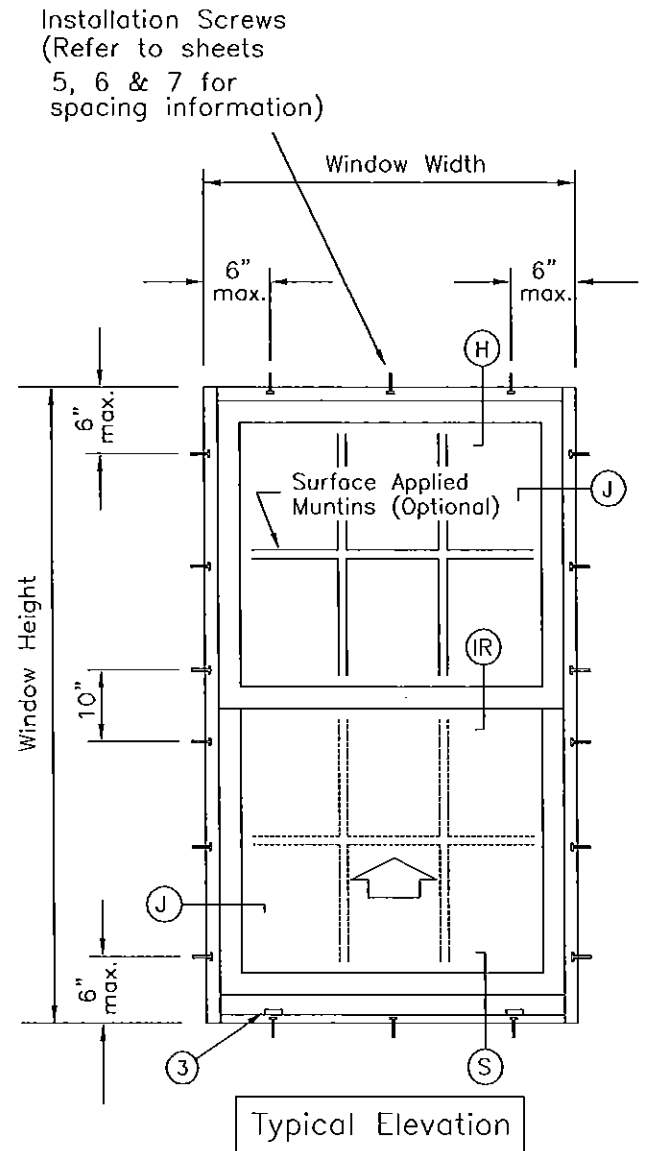 Installation Screws
(Refer to sheets
5, 6 & 7 for
spacing information)
Window Width
6"
max.
6"
max.
H
6"
max.
Surface Applied
Muntins (Optional)
J
Window Height
IR
10"
J
6"
max.
3
S
Typical Elevation